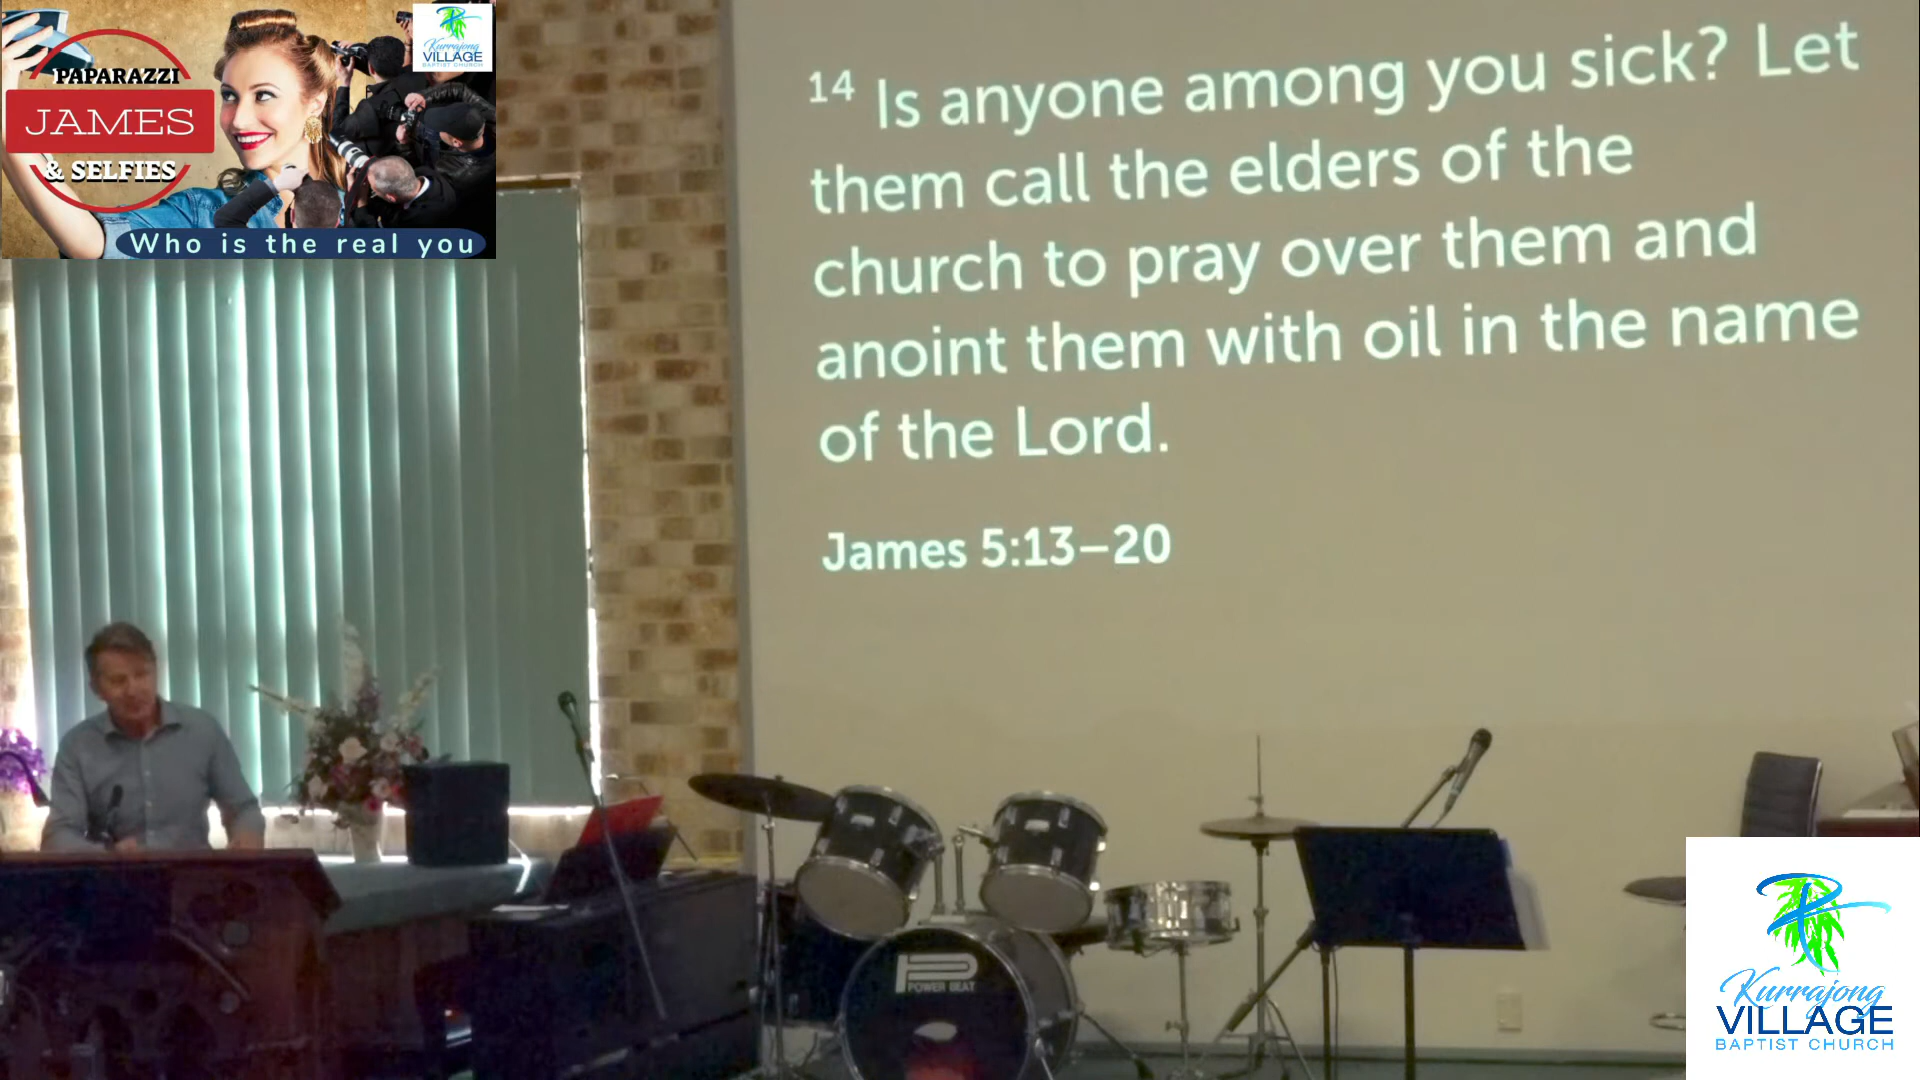 PAPARAZZI
JAMES
& SELFIES
Who is the real you
Kurrajong
VILLAGE
BAPTIST CHURCH
14 Is anyone among you sick? Let
them call the elders of the
church to pray over them and
anoint them with oil in the name
of the Lord.
James 5:13–20
POWER BEAT
Kurrajong
VILLAGE
BAPTIST CHURCH